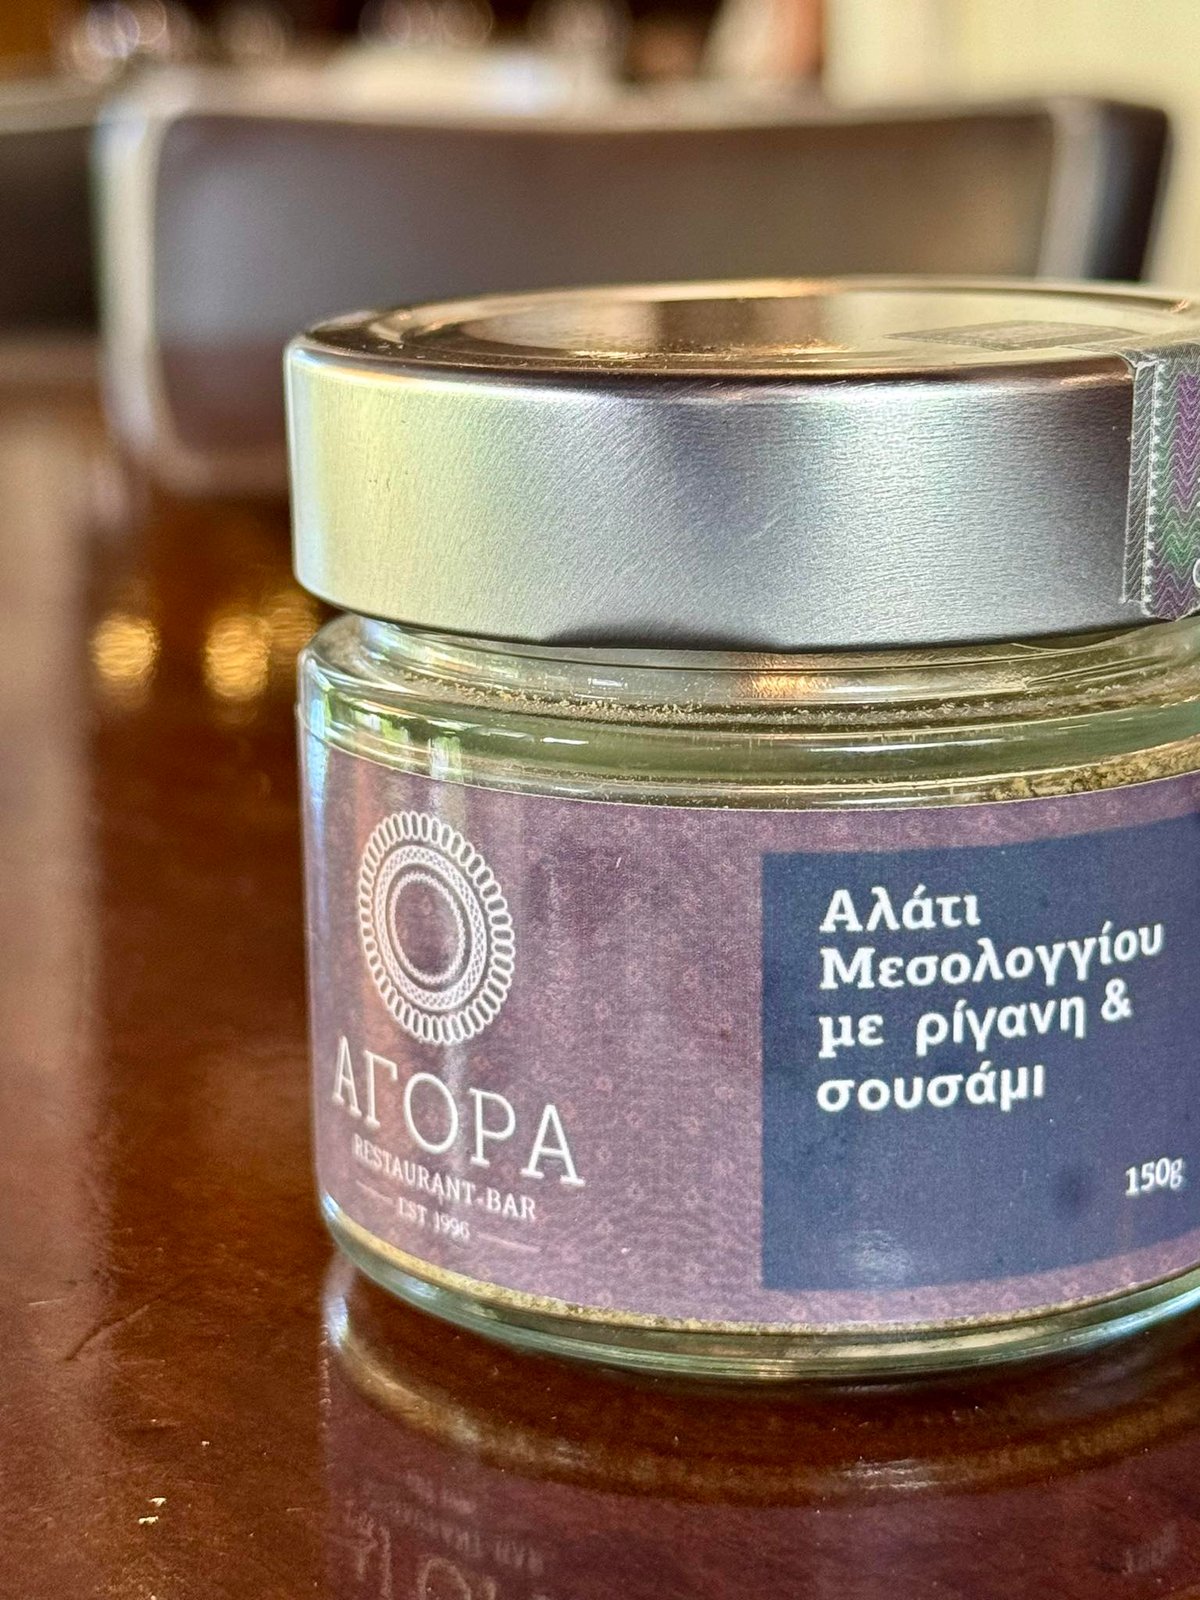 ΑΓΟΡΑ
RESTAURANT-BAR
EST 1996
Αλάτι
Μεσολογγίου
με ρίγανη &
σουσάμι
150g